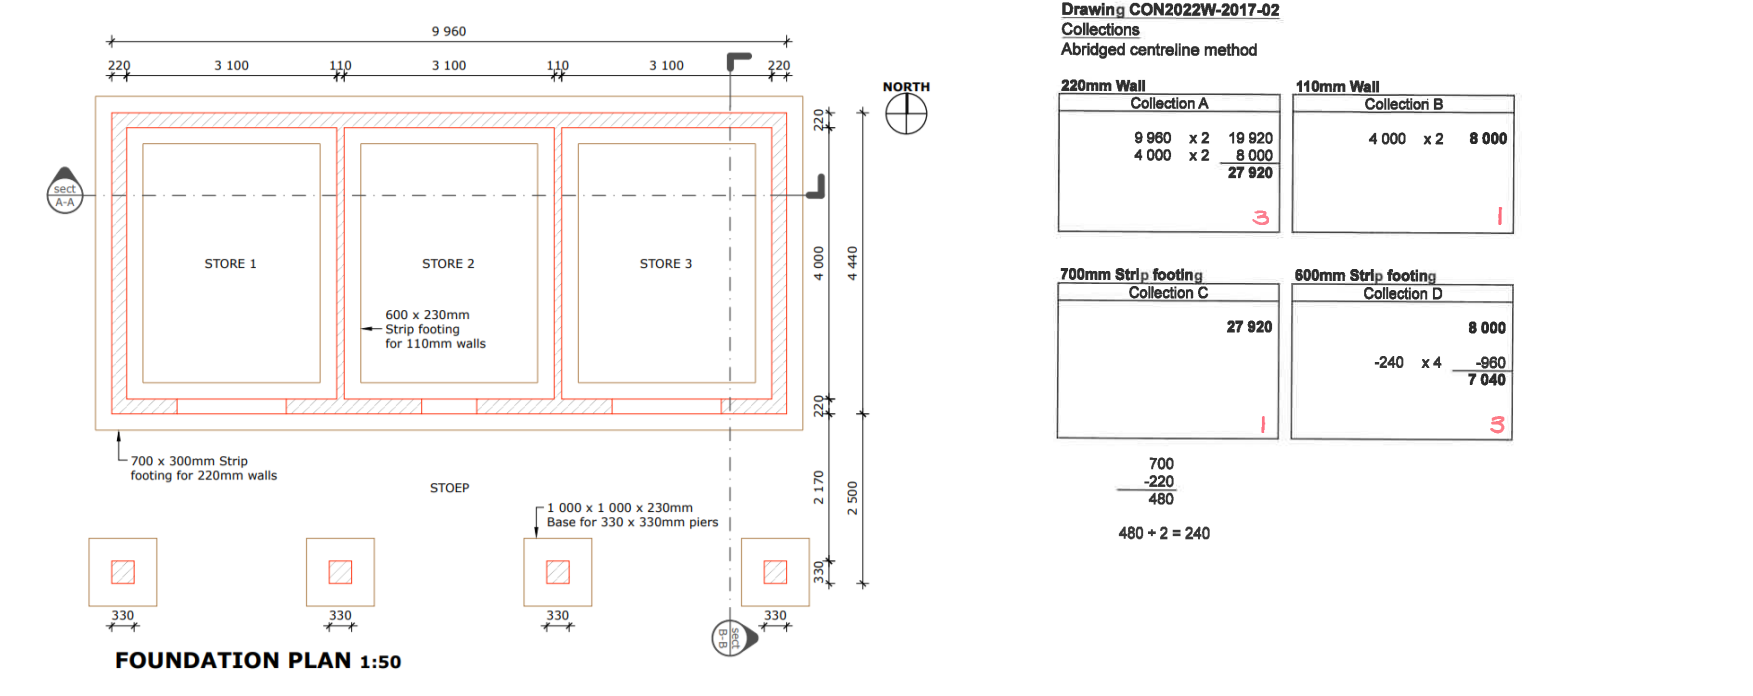 9 960
220 3 100 110 3 100 110 3 100 220
NORTH
220
sect
A-A
STORE 1
STORE 2
STORE 3
4 000
4 440
600 x 230mm
Strip footing
for 110mm walls
220
700 x 300mm Strip
footing for 220mm walls
STOEP
2 170
2 500
1 000 x 1 000 x 230mm
Base for 330 x 330mm piers
330
330 330 330 330
sect
B-B
FOUNDATION PLAN 1:50
Drawing CON2022W-2017-02
Collections
Abridged centreline method
220mm Wall
Collection A
9 960 x 2 19 920
4 000 x 2 8 000
27 920
3
110mm Wall
Collection B
4 000 x 2 8 000
1
700mm Strip footing
Collection C
27 920
1
600mm Strip footing
Collection D
8 000
-240 x 4 -960
7 040
3
700
-220
480
480 ÷ 2 = 240